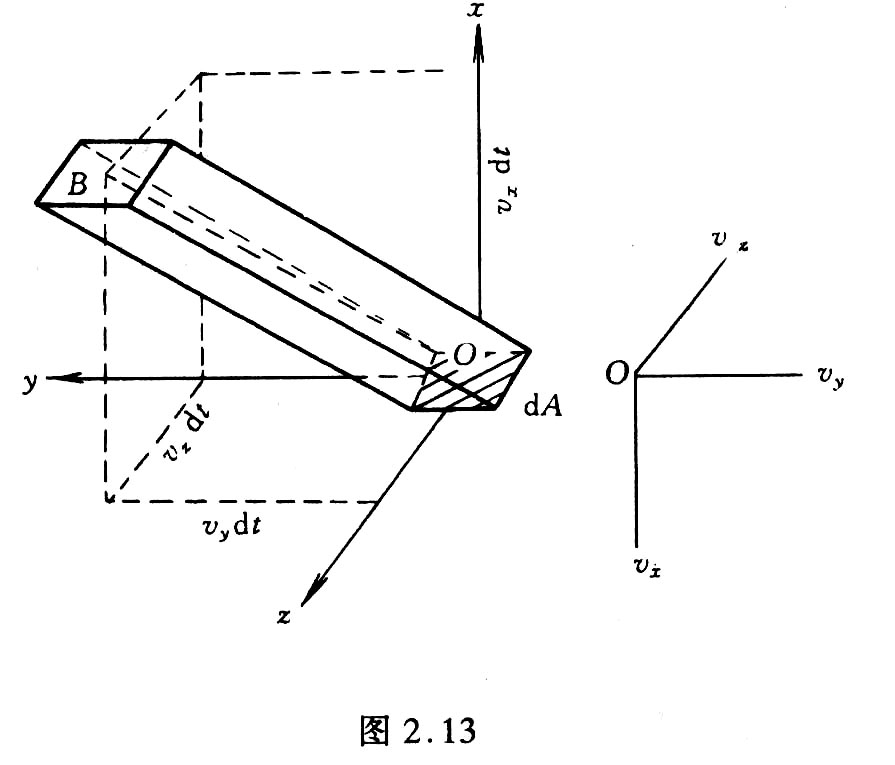 x
B
v_x dt
v_z
O
y
O
v_y
dA
v_z dt
v_y dt
v_x
z
图 2.13